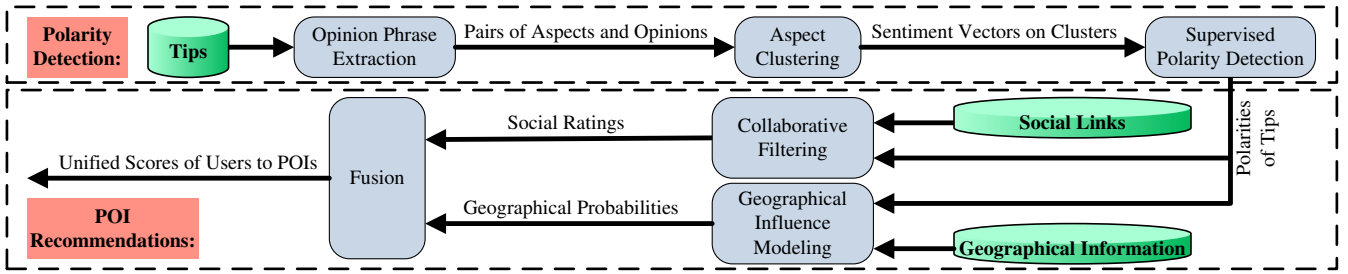 Polarity
Detection:
Tips
Opinion Phrase
Extraction
Pairs of Aspects and Opinions
Aspect
Clustering
Sentiment Vectors on Clusters
Supervised
Polarity Detection
Polarities
of Tips
Social Links
Collaborative
Filtering
Social Ratings
Fusion
Unified Scores of Users to POIs
Geographical Probabilities
Geographical
Influence
Modeling
Geographical Information
POI
Recommendations: